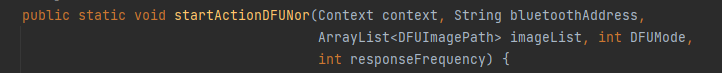 public static void startActionDFUNor(Context context, String bluetoothAddress,
ArrayList<DFUImagePath> imageList, int DFUMode,
int responseFrequency) {